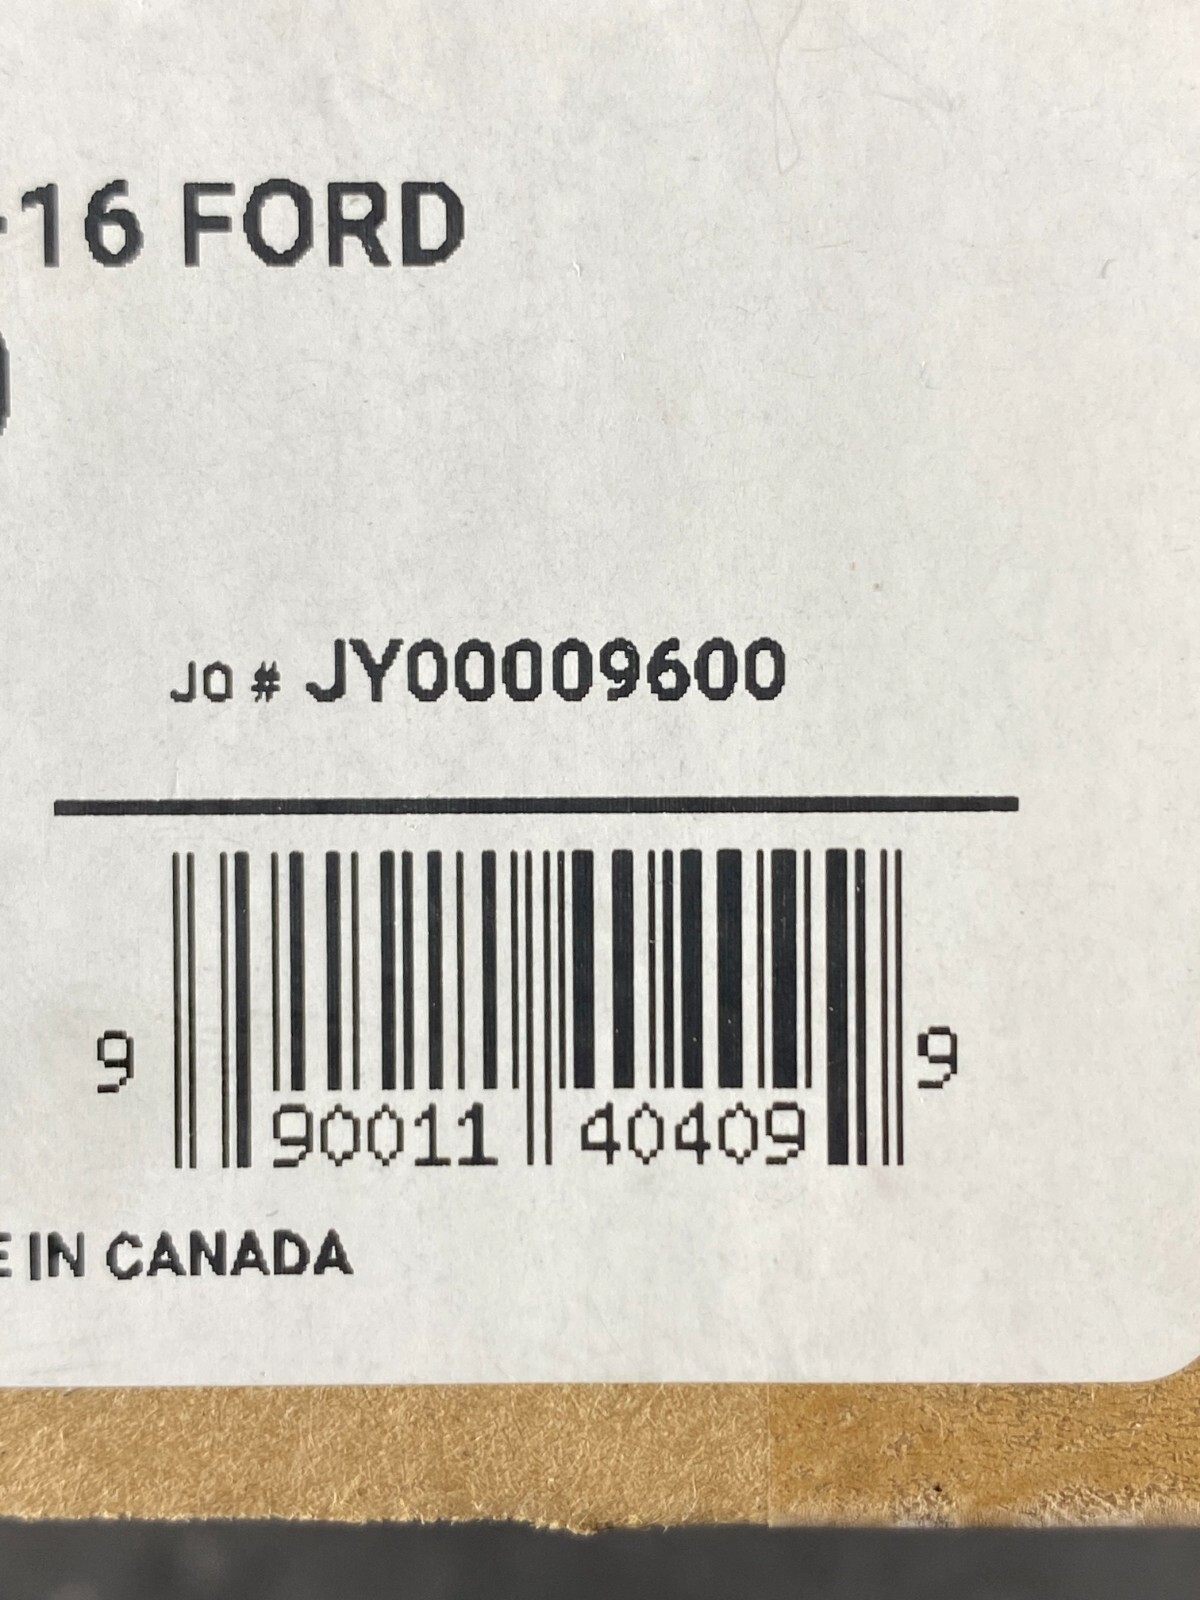 -16 FORD
JO # JY00009600
9 90011 40409 9
E IN CANADA